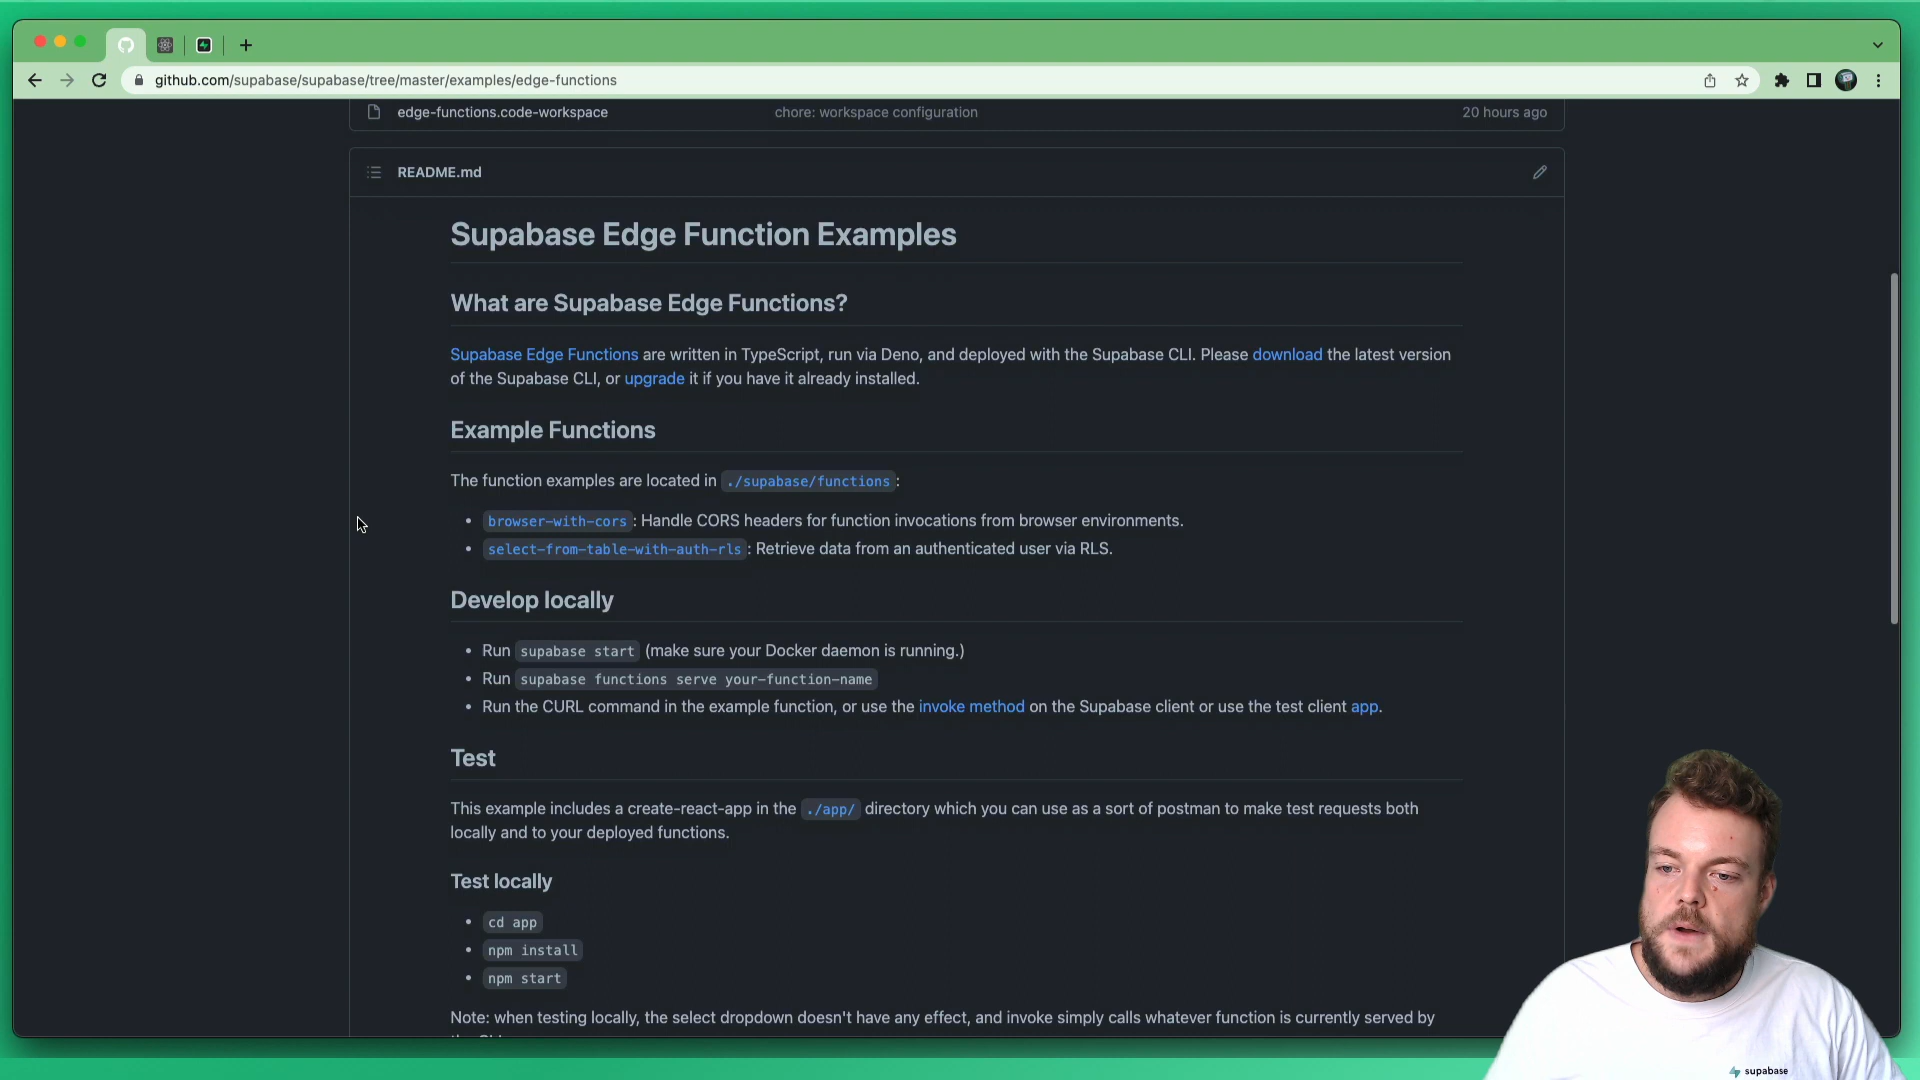 github.com/supabase/supabase/tree/master/examples/edge-functions
edge-functions.code-workspace chore: workspace configuration 20 hours ago
README.md
Supabase Edge Function Examples
What are Supabase Edge Functions?
Supabase Edge Functions are written in TypeScript, run via Deno, and deployed with the Supabase CLI. Please download the latest version
of the Supabase CLI, or upgrade it if you have it already installed.
Example Functions
The function examples are located in ./supabase/functions :
• browser-with-cors : Handle CORS headers for function invocations from browser environments.
• select-from-table-with-auth-rls : Retrieve data from an authenticated user via RLS.
Develop locally
• Run supabase start (make sure your Docker daemon is running.)
• Run supabase functions serve your-function-name
• Run the CURL command in the example function, or use the invoke method on the Supabase client or use the test client app.
Test
This example includes a create-react-app in the ./app/ directory which you can use as a sort of postman to make test requests both
locally and to your deployed functions.
Test locally
• cd app
• npm install
• npm start
Note: when testing locally, the select dropdown doesn't have any effect, and invoke simply calls whatever function is currently served by
supabase